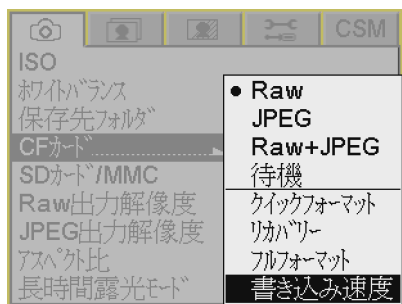 CSM
ISO
ホワイトバランス
保存先フォルダ
CFカード
SDカード/MMC
Raw出力解像度
JPEG出力解像度
アスペクト比
長時間露光モード
Raw
JPEG
Raw+JPEG
待機
クイックフォーマット
リカバリー
フルフォーマット
書き込み速度